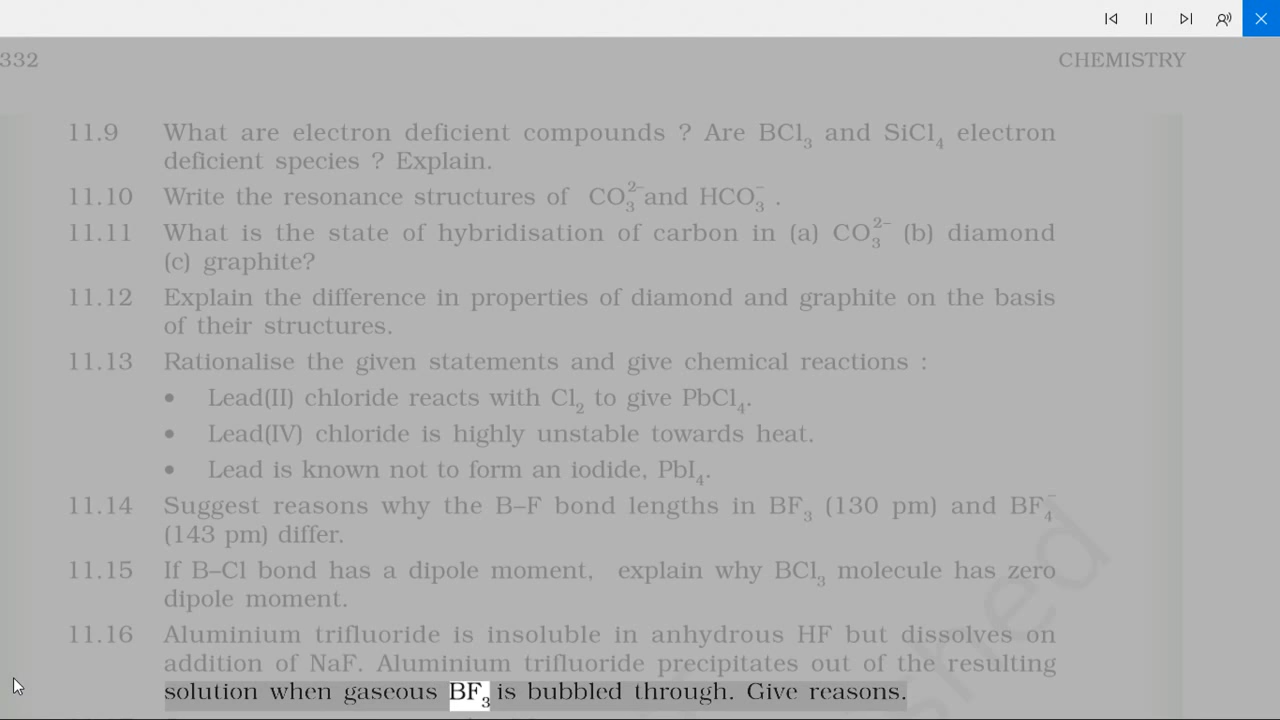 332 CHEMISTRY
11.9 What are electron deficient compounds ? Are BCl₃ and SiCl₄ electron
deficient species ? Explain.
11.10 Write the resonance structures of CO₃²⁻ and HCO₃⁻ .
11.11 What is the state of hybridisation of carbon in (a) CO₃²⁻ (b) diamond
(c) graphite?
11.12 Explain the difference in properties of diamond and graphite on the basis
of their structures.
11.13 Rationalise the given statements and give chemical reactions :
• Lead(II) chloride reacts with Cl₂ to give PbCl₄.
• Lead(IV) chloride is highly unstable towards heat.
• Lead is known not to form an iodide, PbI₄.
11.14 Suggest reasons why the B–F bond lengths in BF₃ (130 pm) and BF₄⁻
(143 pm) differ.
11.15 If B–Cl bond has a dipole moment, explain why BCl₃ molecule has zero
dipole moment.
11.16 Aluminium trifluoride is insoluble in anhydrous HF but dissolves on
addition of NaF. Aluminium trifluoride precipitates out of the resulting
solution when gaseous BF₃ is bubbled through. Give reasons.